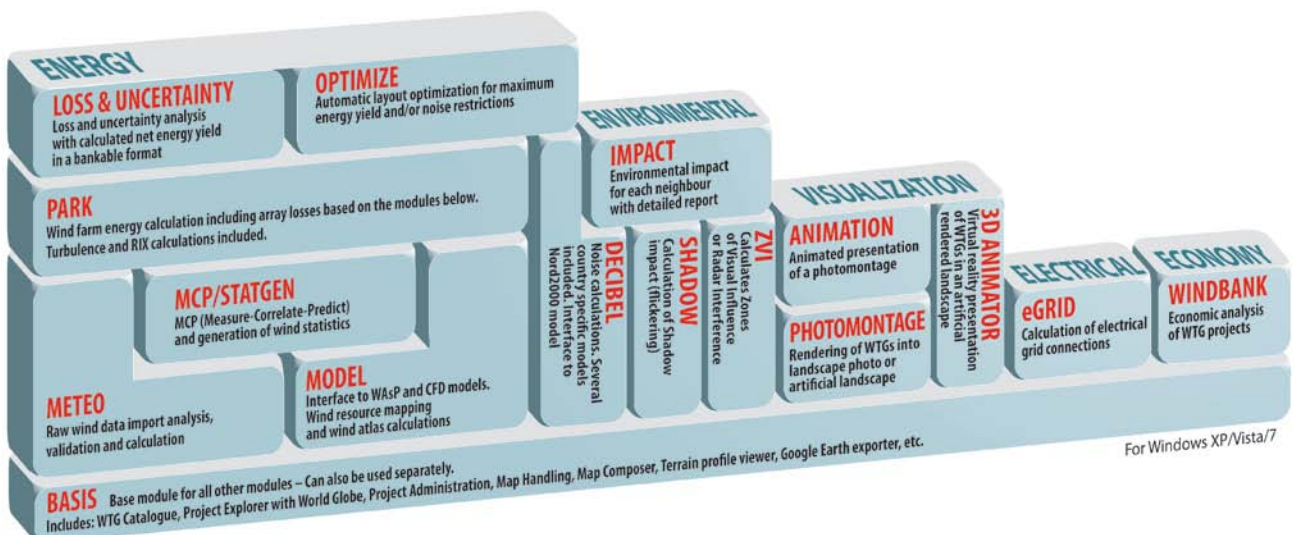 ENERGY
LOSS & UNCERTAINTY
Loss and uncertainty analysis
with calculated net energy yield
in a bankable format
OPTIMIZE
Automatic layout optimization for maximum
energy yield and/or noise restrictions
PARK
Wind farm energy calculation including array losses based on the modules below.
Turbulence and RIX calculations included.
MCP/STATGEN
MCP (Measure-Correlate-Predict)
and generation of wind statistics
METEO
Raw wind data import analysis,
validation and calculation
MODEL
Interface to WAsP and CFD models.
Wind resource mapping
and wind atlas calculations
ENVIRONMENTAL
IMPACT
Environmental impact
for each neighbour
with detailed report
DECIBEL
Noise calculations. Several
country specific models
included. Interface to
Nord2000 model
SHADOW
Calculation of Shadow
impact (flickering)
ZVI
Calculates Zones
of Visual Influence
or Radar Interference
VISUALIZATION
ANIMATION
Animated presentation
of a photomontage
PHOTOMONTAGE
Rendering of WTGs into
landscape photo or
artificial landscape
3D ANIMATOR
Virtual reality presentation
of WTGs in an artificial
rendered landscape
ELECTRICAL
eGRID
Calculation of electrical
grid connections
ECONOMY
WINDBANK
Economic analysis
of WTG projects
BASIS Base module for all other modules – Can also be used separately.
Includes: WTG Catalogue, Project Explorer with World Globe, Project Administration, Map Handling, Map Composer, Terrain profile viewer, Google Earth exporter, etc.
For Windows XP/Vista/7